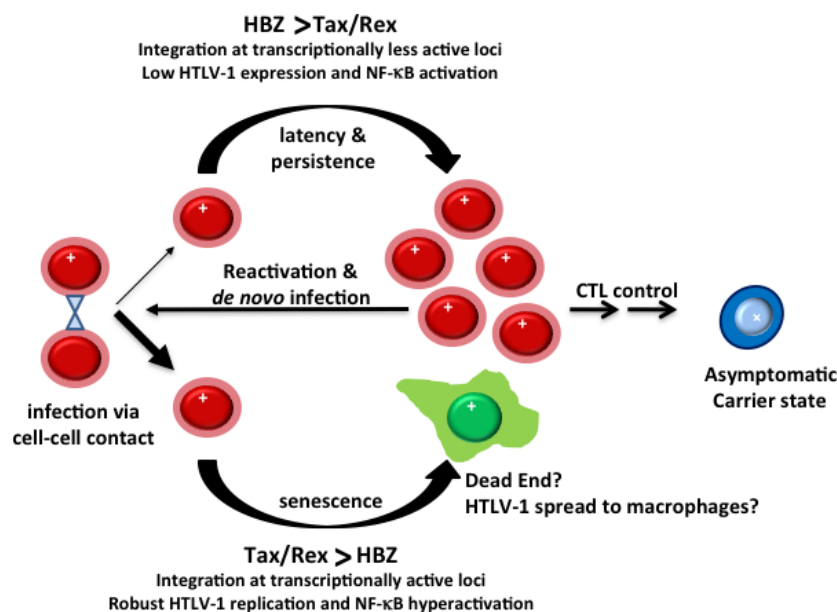 HBZ >Tax/Rex
Integration at transcriptionally less active loci
Low HTLV-1 expression and NF-κB activation
latency &
persistence
Reactivation &
de novo infection
CTL control
infection via
cell-cell contact
Asymptomatic
Carrier state
senescence
Dead End?
HTLV-1 spread to macrophages?
Tax/Rex > HBZ
Integration at transcriptionally active loci
Robust HTLV-1 replication and NF-κB hyperactivation